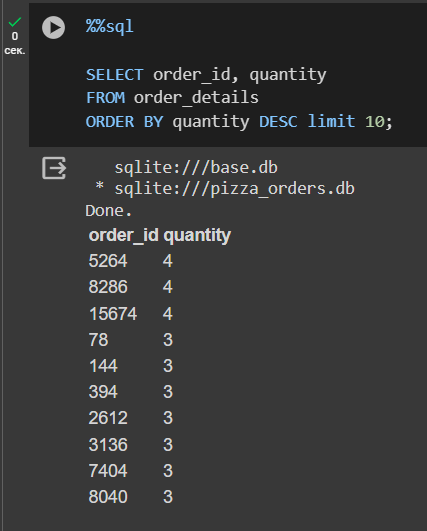 0
сек.
%%sql
SELECT order_id, quantity
FROM order_details
ORDER BY quantity DESC limit 10;
sqlite:///base.db
* sqlite:///pizza_orders.db
Done.
order_id quantity
5264 4
8286 4
15674 4
78 3
144 3
394 3
2612 3
3136 3
7404 3
8040 3